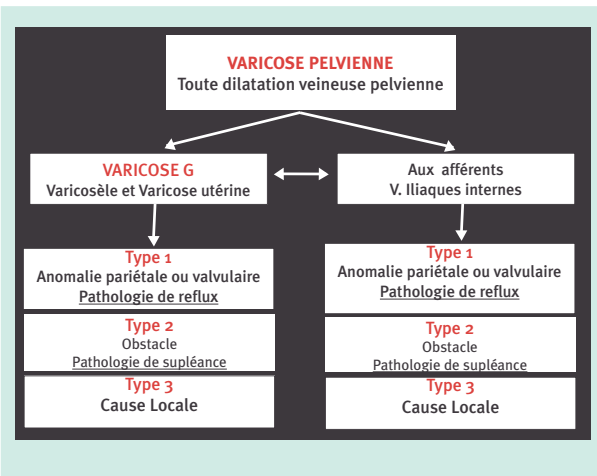 VARICOSE PELVIENNE
Toute dilatation veineuse pelvienne
VARICOSE G
Varicosèle et Varicose utérine
Aux afférents
V. Iliaques internes
Type 1
Anomalie pariétale ou valvulaire
Pathologie de reflux
Type 2
Obstacle
Pathologie de supléance
Type 3
Cause Locale
Type 1
Anomalie pariétale ou valvulaire
Pathologie de reflux
Type 2
Obstacle
Pathologie de supléance
Type 3
Cause Locale